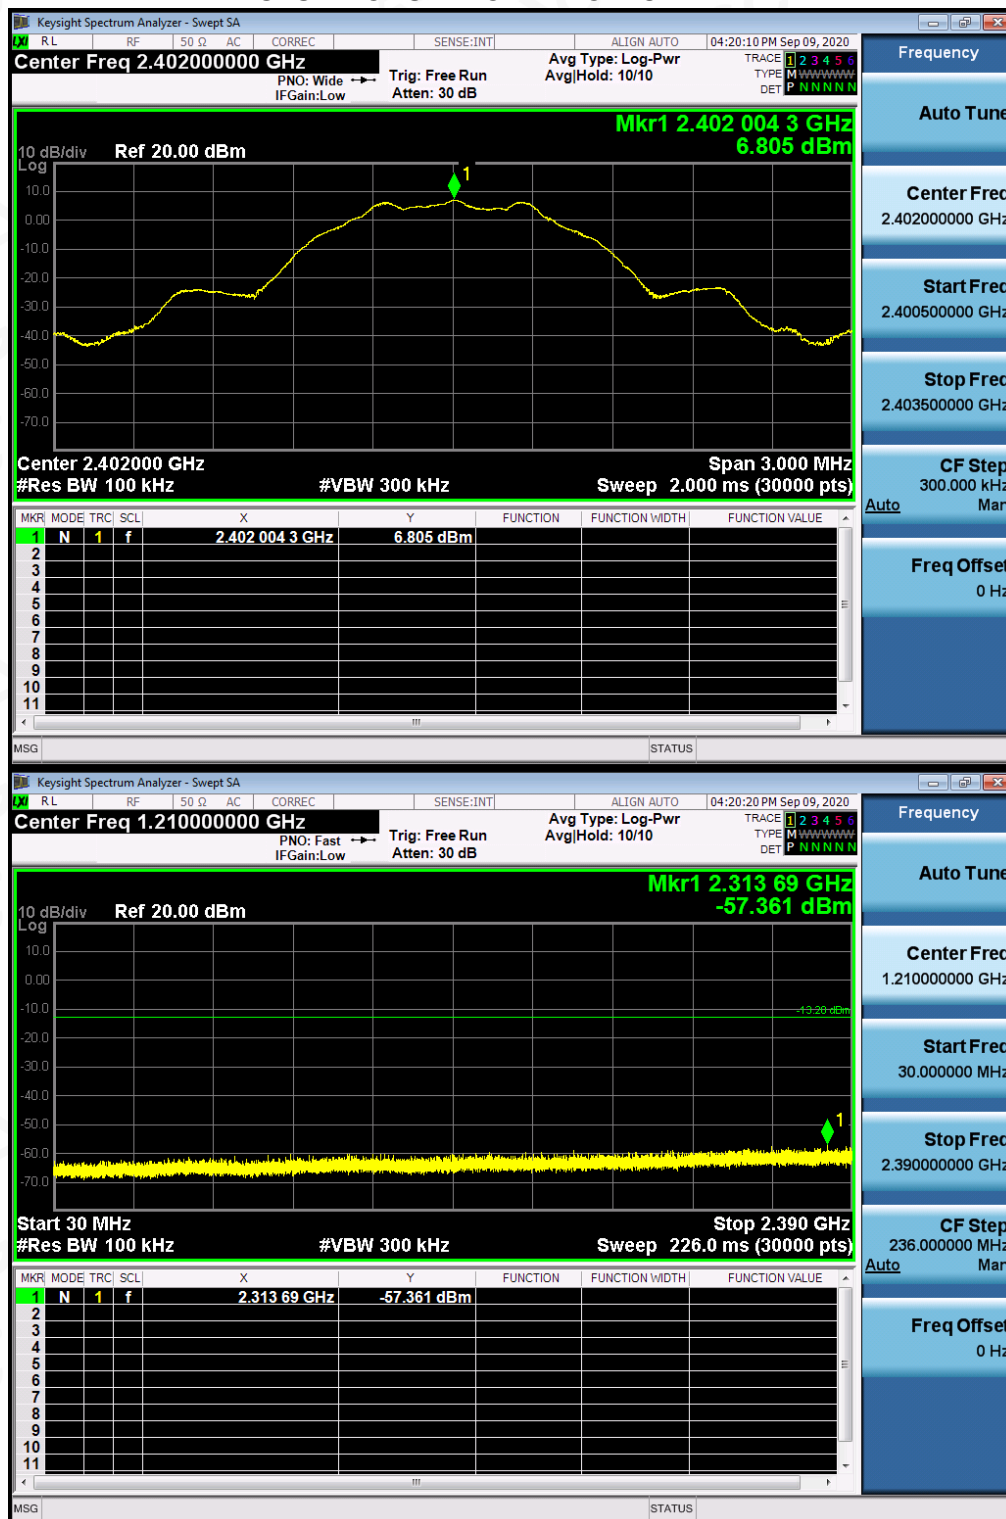 Keysight Spectrum Analyzer - Swept SA
LXI RL RF 50 Ω AC CORREC SENSE:INT ALIGN AUTO 04:20:10 PM Sep 09, 2020
Center Freq 2.402000000 GHz
PNO: Wide
IFGain:Low
Trig: Free Run
Atten: 30 dB
Avg Type: Log-Pwr
Avg|Hold: 10/10
TRACE 1 2 3 4 5 6
TYPE M WWWWW
DET P N N N N N
Mkr1 2.402 004 3 GHz
6.805 dBm
10 dB/div Ref 20.00 dBm
Log
10.0
0.00
-10.0
-20.0
-30.0
-40.0
-50.0
-60.0
-70.0
1
Center 2.402000 GHz Span 3.000 MHz
#Res BW 100 kHz #VBW 300 kHz Sweep 2.000 ms (30000 pts)
MKR MODE TRC SCL X Y FUNCTION FUNCTION WIDTH FUNCTION VALUE
1 N 1 f 2.402 004 3 GHz 6.805 dBm
2
3
4
5
6
7
8
9
10
11
MSG STATUS
Frequency
Auto Tune
Center Freq
2.402000000 GHz
Start Freq
2.400500000 GHz
Stop Freq
2.403500000 GHz
CF Step
300.000 kHz
Auto Man
Freq Offset
0 Hz
Keysight Spectrum Analyzer - Swept SA
LXI RL RF 50 Ω AC CORREC SENSE:INT ALIGN AUTO 04:20:20 PM Sep 09, 2020
Center Freq 1.210000000 GHz
PNO: Fast
IFGain:Low
Trig: Free Run
Atten: 30 dB
Avg Type: Log-Pwr
Avg|Hold: 10/10
TRACE 1 2 3 4 5 6
TYPE M WWWWW
DET P N N N N N
Mkr1 2.313 69 GHz
-57.361 dBm
10 dB/div Ref 20.00 dBm
Log
10.0
0.00
-10.0
-20.0
-30.0
-40.0
-50.0
-60.0
-70.0
-13.20 dBm
1
Start 30 MHz Stop 2.390 GHz
#Res BW 100 kHz #VBW 300 kHz Sweep 226.0 ms (30000 pts)
MKR MODE TRC SCL X Y FUNCTION FUNCTION WIDTH FUNCTION VALUE
1 N 1 f 2.313 69 GHz -57.361 dBm
2
3
4
5
6
7
8
9
10
11
MSG STATUS
Frequency
Auto Tune
Center Freq
1.210000000 GHz
Start Freq
30.000000 MHz
Stop Freq
2.390000000 GHz
CF Step
236.000000 MHz
Auto Man
Freq Offset
0 Hz